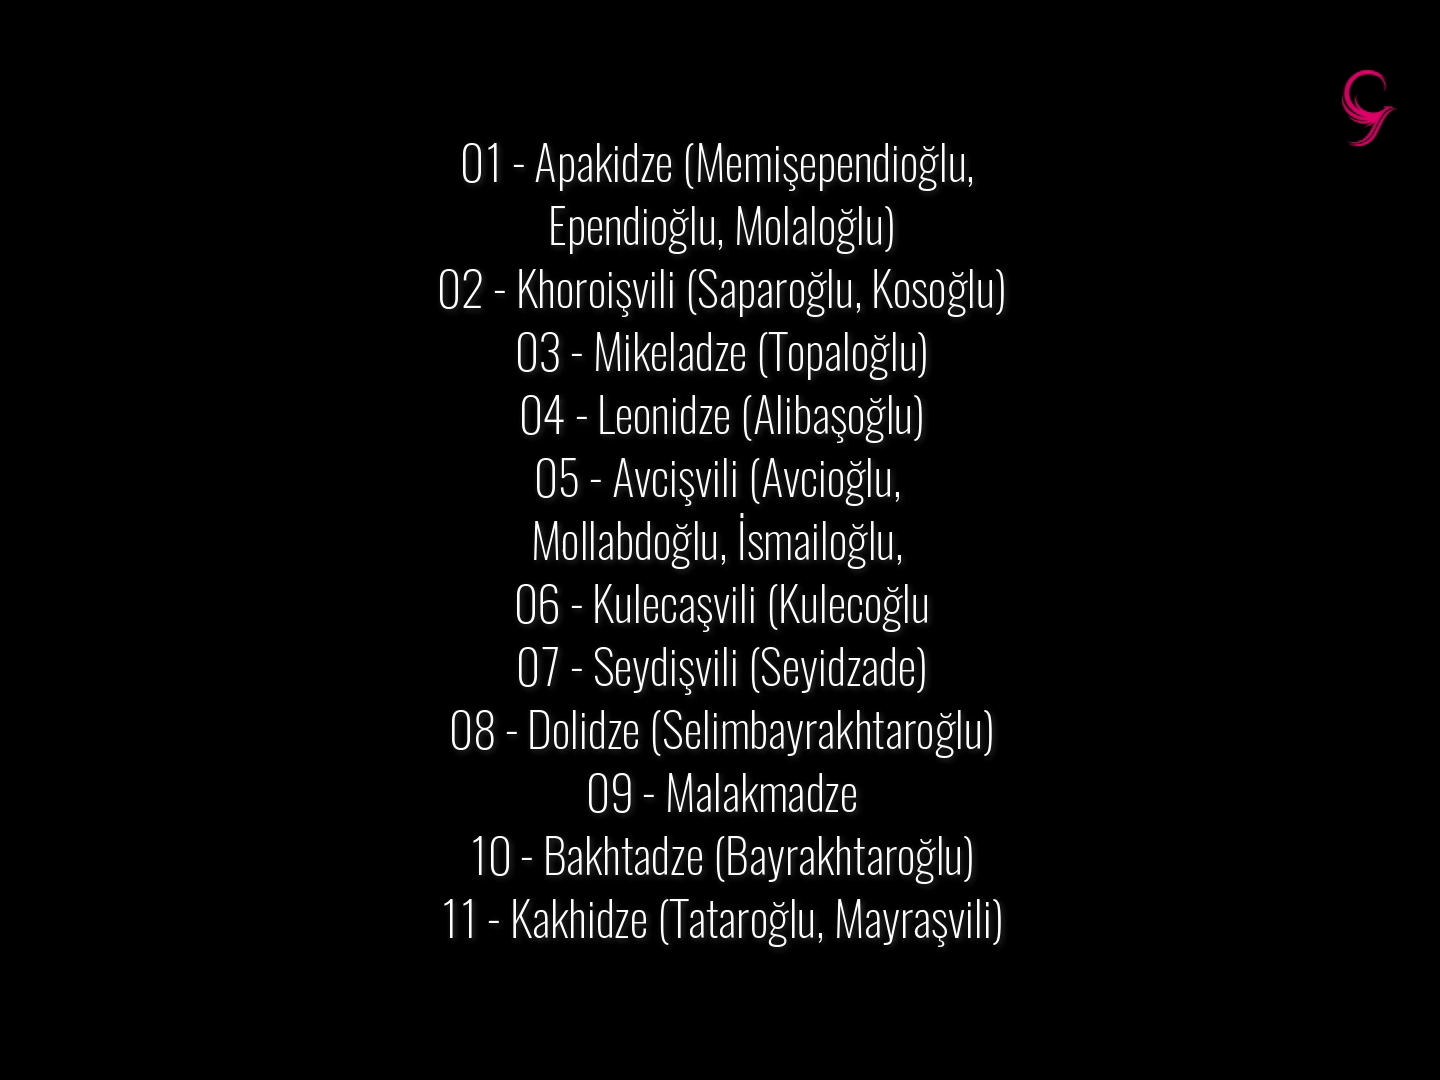 01 - Apakidze (Memişependioğlu,
Ependioğlu, Molaloğlu)
02 - Khoroişvili (Saparoğlu, Kosoğlu)
03 - Mikeladze (Topaloğlu)
04 - Leonidze (Alibaşoğlu)
05 - Avcişvili (Avcioğlu,
Mollabdoğlu, İsmailoğlu,
06 - Kulecaşvili (Kulecoğlu
07 - Seydişvili (Seyidzade)
08 - Dolidze (Selimbayrakhtaroğlu)
09 - Malakmadze
10 - Bakhtadze (Bayrakhtaroğlu)
11 - Kakhidze (Tataroğlu, Mayraşvili)